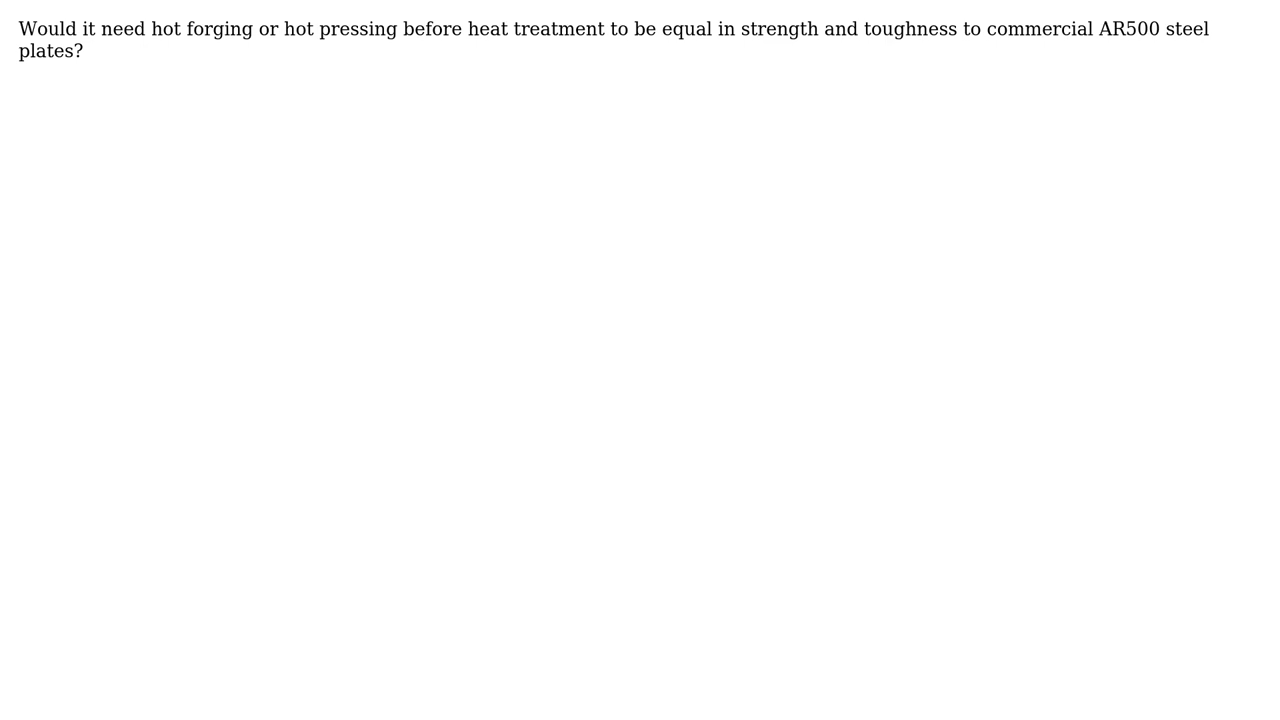 Would it need hot forging or hot pressing before heat treatment to be equal in strength and toughness to commercial AR500 steel
plates?